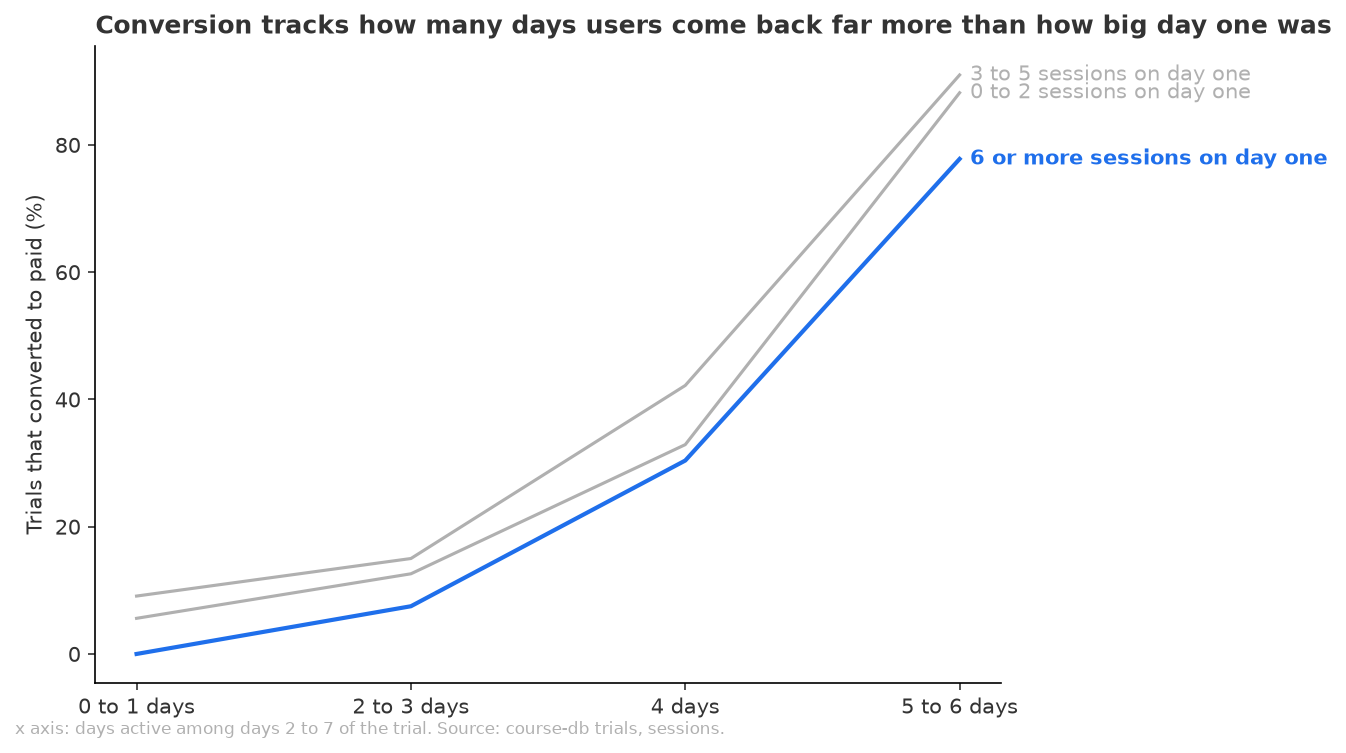 Conversion tracks how many days users come back far more than how big day one was
3 to 5 sessions on day one
0 to 2 sessions on day one
6 or more sessions on day one
Trials that converted to paid (%)
80
60
40
20
0
0 to 1 days
2 to 3 days
4 days
5 to 6 days
x axis: days active among days 2 to 7 of the trial. Source: course-db trials, sessions.